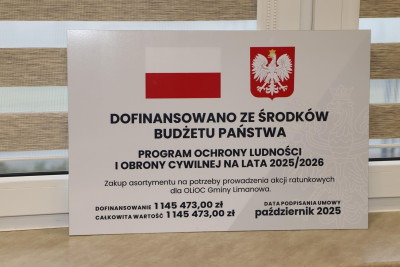 DOFINANSOWANO ZE ŚRODKÓW
BUDŻETU PAŃSTWA
PROGRAM OCHRONY LUDNOŚCI
I OBRONY CYWILNEJ NA LATA 2025/2026
Zakup asortymentu na potrzeby prowadzenia akcji ratunkowych
dla OLiOC Gminy Limanowa.
DOFINANSOWANIE 1 145 473,00 zł
CAŁKOWITA WARTOŚĆ 1 145 473,00 zł
DATA PODPISANIA UMOWY
październik 2025